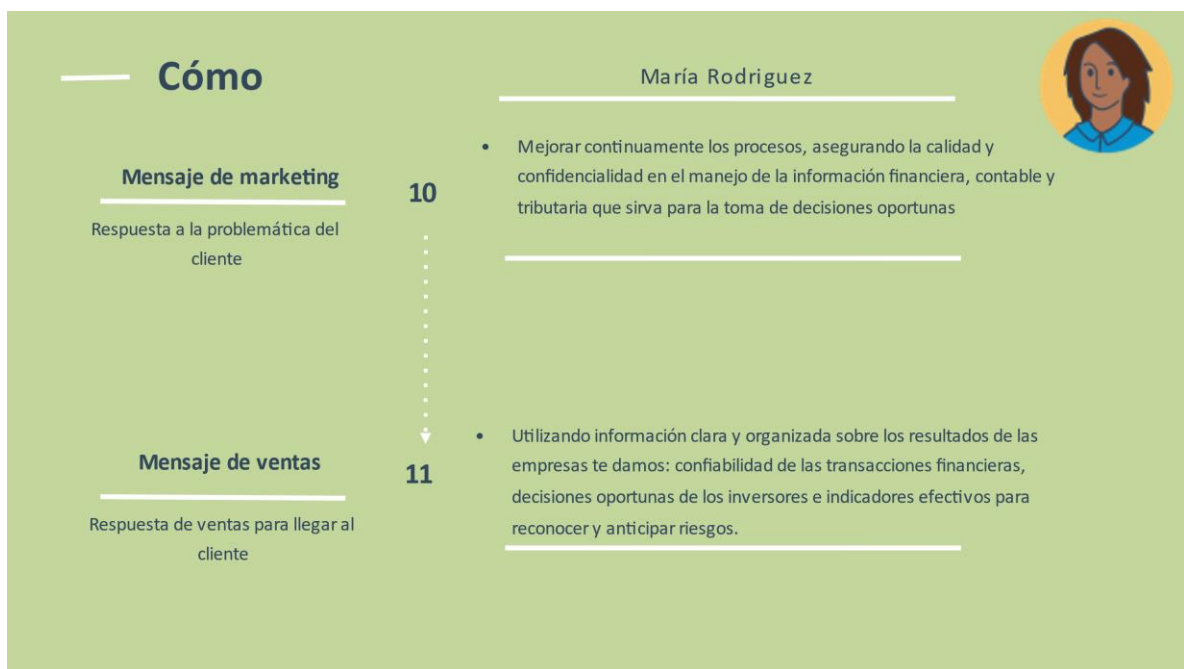 Cómo
María Rodriguez
Mensaje de marketing
Respuesta a la problemática del
cliente
10
• Mejorar continuamente los procesos, asegurando la calidad y
confidencialidad en el manejo de la información financiera, contable y
tributaria que sirva para la toma de decisiones oportunas
Mensaje de ventas
Respuesta de ventas para llegar al
cliente
11
• Utilizando información clara y organizada sobre los resultados de las
empresas te damos: confiabilidad de las transacciones financieras,
decisiones oportunas de los inversores e indicadores efectivos para
reconocer y anticipar riesgos.